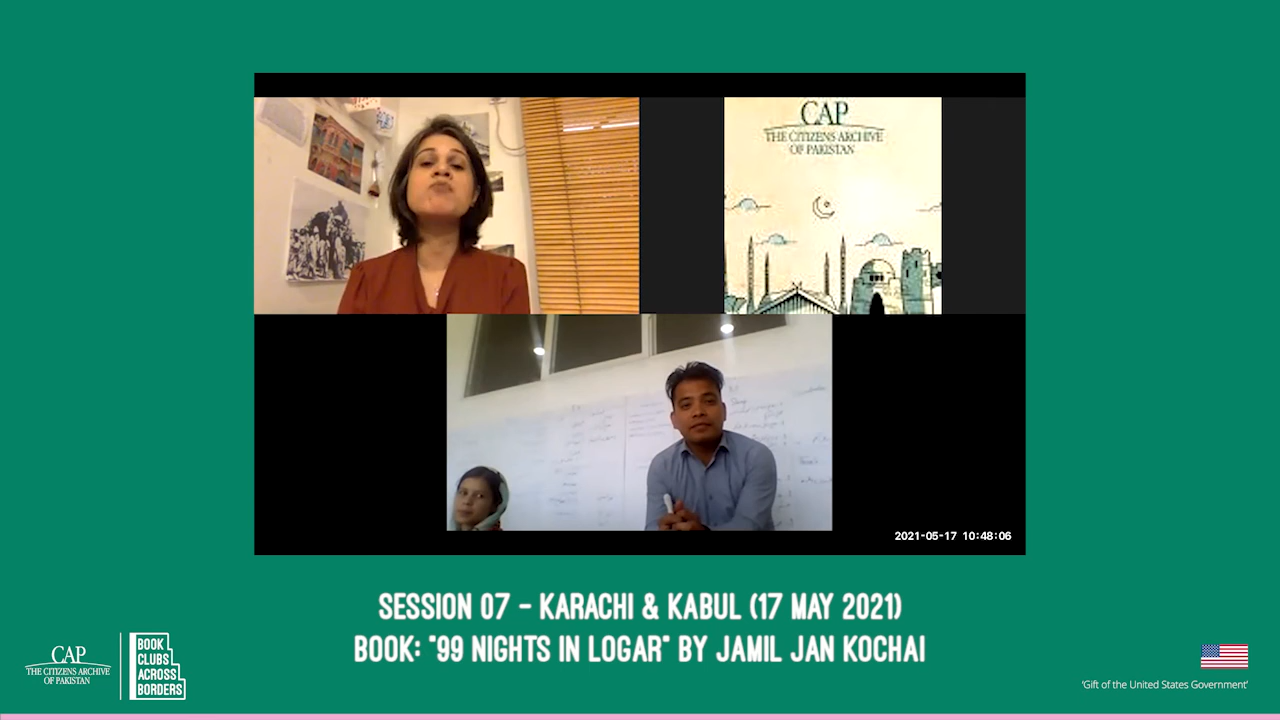 CAP
THE CITIZENS ARCHIVE
OF PAKISTAN
2021-05-17 10:48:06
SESSION 07 - KARACHI & KABUL (17 MAY 2021)
BOOK: "99 NIGHTS IN LOGAR" BY JAMIL JAN KOCHAI
CAP
THE CITIZENS ARCHIVE
OF PAKISTAN
BOOK
CLUBS
ACROSS
BORDERS
'Gift of the United States Government'